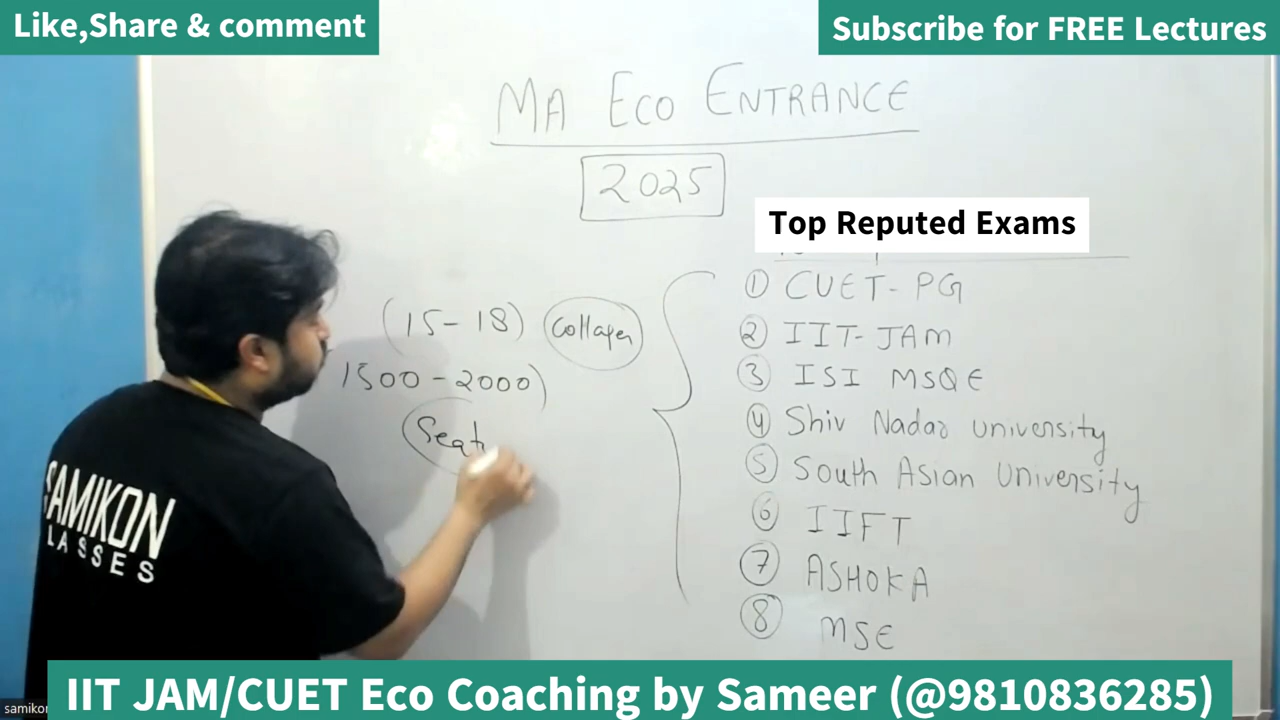 Like,Share & comment
Subscribe for FREE Lectures
MA ECO ENTRANCE
2025
Top Reputed Exams
① CUET-PG
② IIT-JAM
③ ISI MSQE
④ Shiv Nadar University
⑤ South Asian University
⑥ IIFT
⑦ ASHOKA
⑧ MSE
(15-18)
1500-2000)
Seat
SAMIKON
LASSES
IIT JAM/CUET Eco Coaching by Sameer (@9810836285)
samikon